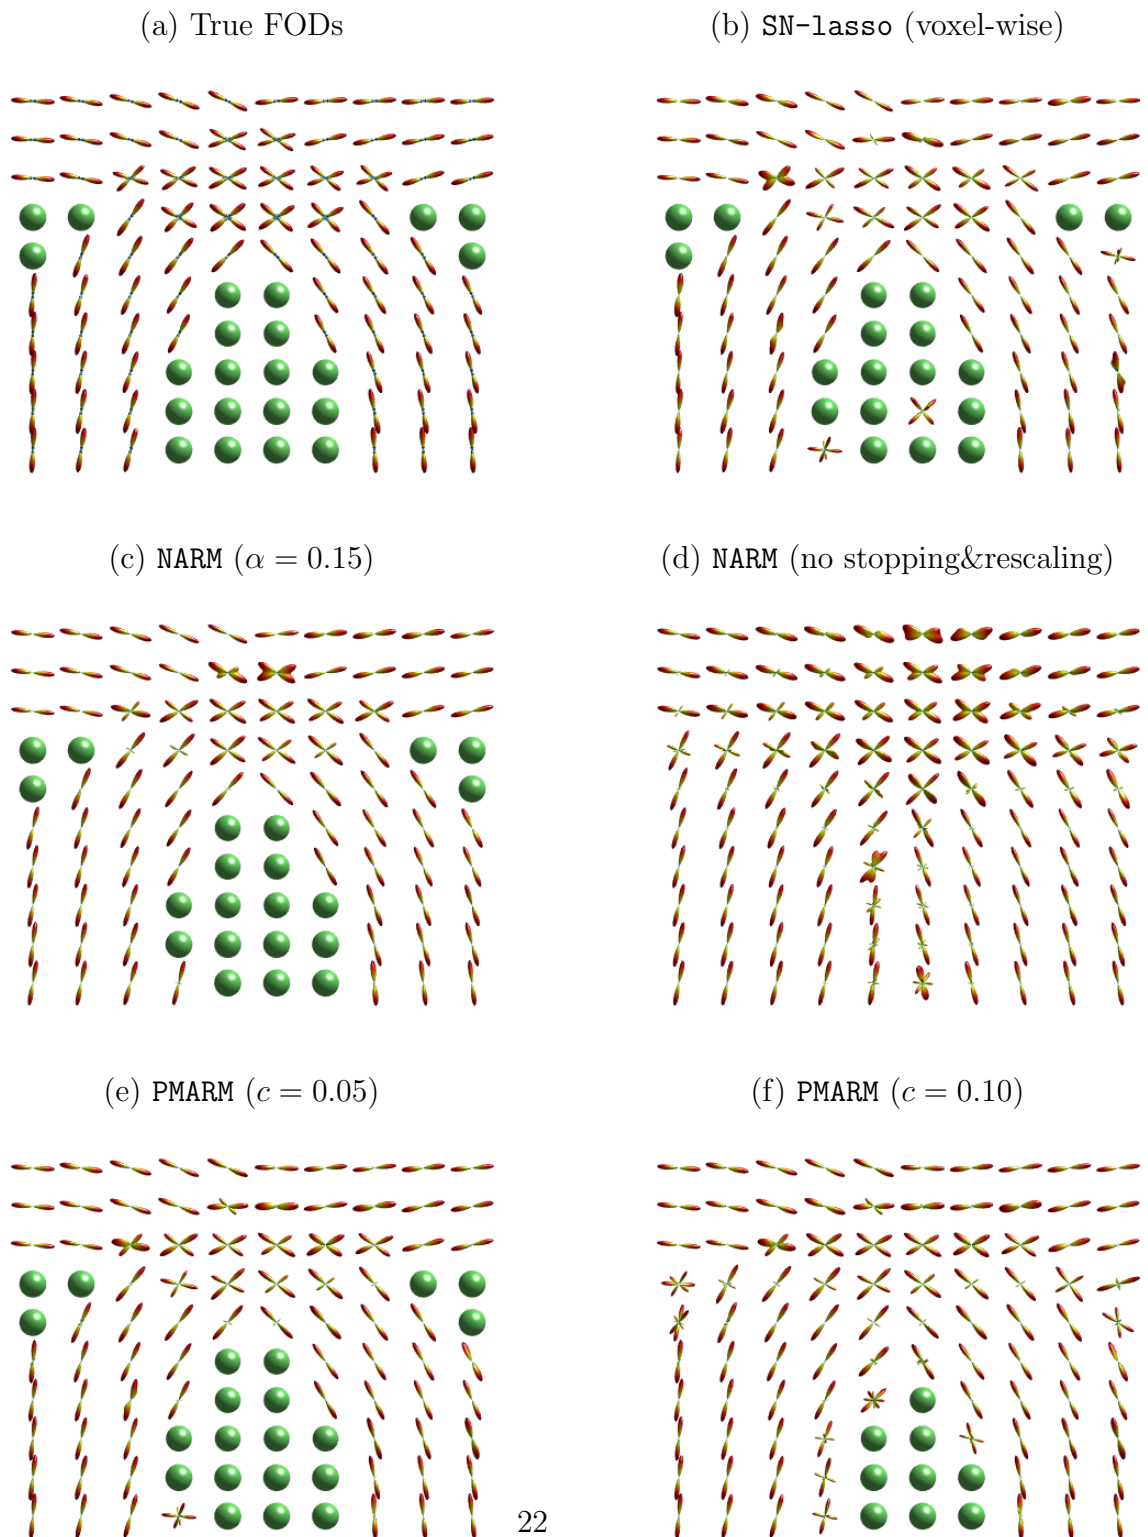 (a) True FODs
(b) SN-lasso (voxel-wise)
(c) NARM (α = 0.15)
(d) NARM (no stopping&rescaling)
(e) PMARM (c = 0.05)
(f) PMARM (c = 0.10)
22